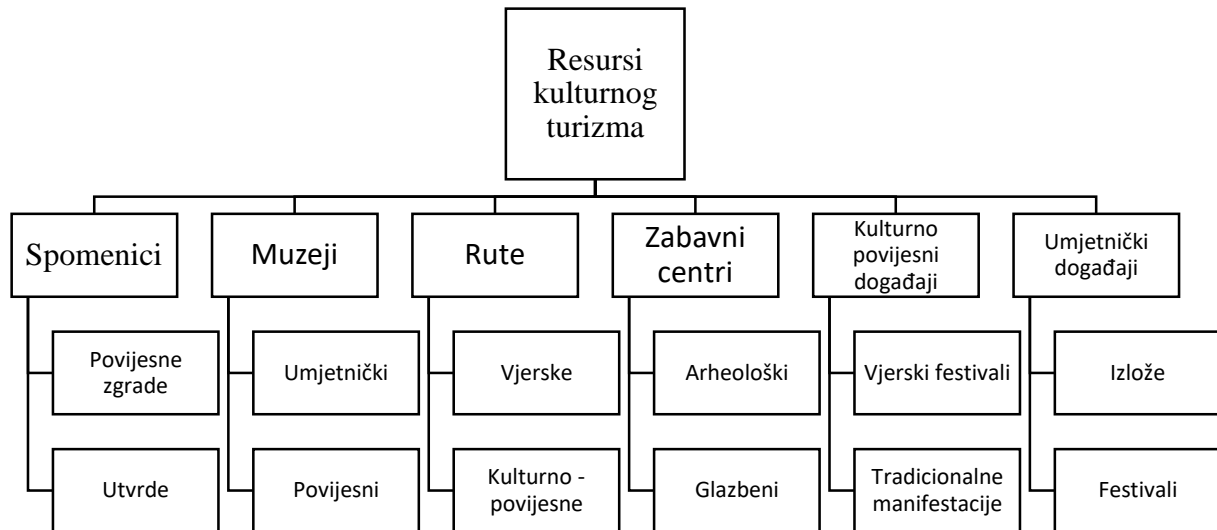 Resursi
kulturnog
turizma
Spomenici
Muzeji
Rute
Zabavni
centri
Kulturno
povijesni
događaji
Umjetnički
događaji
Povijesne
zgrade
Umjetnički
Vjerske
Arheološki
Vjerski festivali
Izlože
Utvrde
Povijesni
Kulturno -
povijesne
Glazbeni
Tradicionalne
manifestacije
Festivali